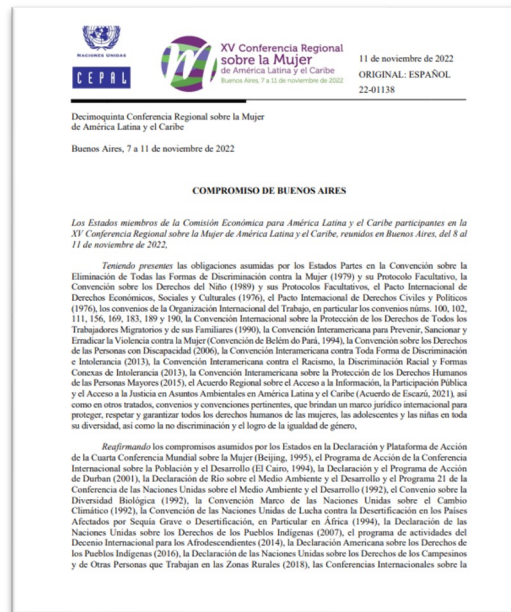 NACIONES UNIDAS
CEPAL
XV Conferencia Regional
sobre la Mujer
de América Latina y el Caribe
Buenos Aires, 7 a 11 de noviembre de 2022
11 de noviembre de 2022
ORIGINAL: ESPAÑOL
22-01138
Decimoquinta Conferencia Regional sobre la Mujer
de América Latina y el Caribe
Buenos Aires, 7 a 11 de noviembre de 2022
COMPROMISO DE BUENOS AIRES
Los Estados miembros de la Comisión Económica para América Latina y el Caribe participantes en la
XV Conferencia Regional sobre la Mujer de América Latina y el Caribe, reunidos en Buenos Aires, del 8 al
11 de noviembre de 2022,
Teniendo presentes las obligaciones asumidas por los Estados Partes en la Convención sobre la
Eliminación de Todas las Formas de Discriminación contra la Mujer (1979) y su Protocolo Facultativo, la
Convención sobre los Derechos del Niño (1989) y sus Protocolos Facultativos, el Pacto Internacional de
Derechos Económicos, Sociales y Culturales (1976), el Pacto Internacional de Derechos Civiles y Políticos
(1976), los convenios de la Organización Internacional del Trabajo, en particular los convenios núms. 100, 102,
111, 156, 169, 183, 189 y 190, la Convención Internacional sobre la Protección de los Derechos de Todos los
Trabajadores Migratorios y de sus Familiares (1990), la Convención Interamericana para Prevenir, Sancionar y
Erradicar la Violencia contra la Mujer (Convención de Belém do Pará, 1994), la Convención sobre los Derechos
de las Personas con Discapacidad (2006), la Convención Interamericana contra Toda Forma de Discriminación
e Intolerancia (2013), la Convención Interamericana contra el Racismo, la Discriminación Racial y Formas
Conexas de Intolerancia (2013), la Convención Interamericana sobre la Protección de los Derechos Humanos
de las Personas Mayores (2015), el Acuerdo Regional sobre el Acceso a la Información, la Participación Pública
y el Acceso a la Justicia en Asuntos Ambientales en América Latina y el Caribe (Acuerdo de Escazú, 2021), así
como en otros tratados, convenios y convenciones pertinentes, que brindan un marco jurídico internacional para
proteger, respetar y garantizar todos los derechos humanos de las mujeres, las adolescentes y las niñas en toda
su diversidad, así como la no discriminación y el logro de la igualdad de género,
Reafirmando los compromisos asumidos por los Estados en la Declaración y Plataforma de Acción
de la Cuarta Conferencia Mundial sobre la Mujer (Beijing, 1995), el Programa de Acción de la Conferencia
Internacional sobre la Población y el Desarrollo (El Cairo, 1994), la Declaración y el Programa de Acción
de Durban (2001), la Declaración de Río sobre el Medio Ambiente y el Desarrollo y el Programa 21 de la
Conferencia de las Naciones Unidas sobre el Medio Ambiente y el Desarrollo (1992), el Convenio sobre la
Diversidad Biológica (1992), la Convención Marco de las Naciones Unidas sobre el Cambio
Climático (1992), la Convención de las Naciones Unidas de Lucha contra la Desertificación en los Países
Afectados por Sequía Grave o Desertificación, en Particular en África (1994), la Declaración de las
Naciones Unidas sobre los Derechos de los Pueblos Indígenas (2007), el programa de actividades del
Decenio Internacional para los Afrodescendientes (2014), la Declaración Americana sobre los Derechos de
los Pueblos Indígenas (2016), la Declaración de las Naciones Unidas sobre los Derechos de los Campesinos
y de Otras Personas que Trabajan en las Zonas Rurales (2018), las Conferencias Internacionales sobre la